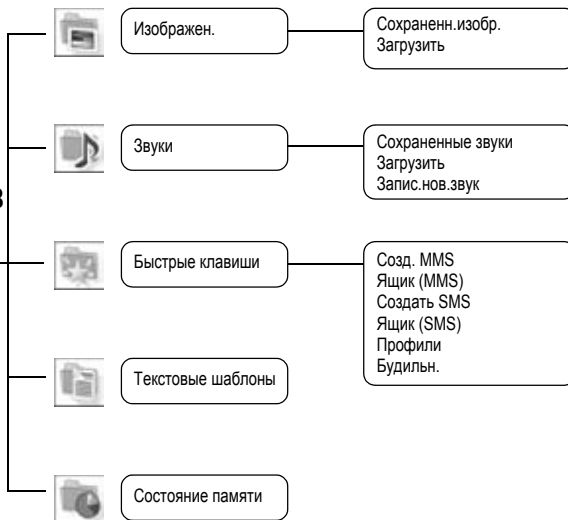 Изображен.
Сохраненн.изобр.
Загрузить
Звуки
Сохраненные звуки
Загрузить
Запис.нов.звук
Быстрые клавиши
Созд. MMS
Ящик (MMS)
Создать SMS
Ящик (SMS)
Профили
Будильн.
Текстовые шаблоны
Состояние памяти